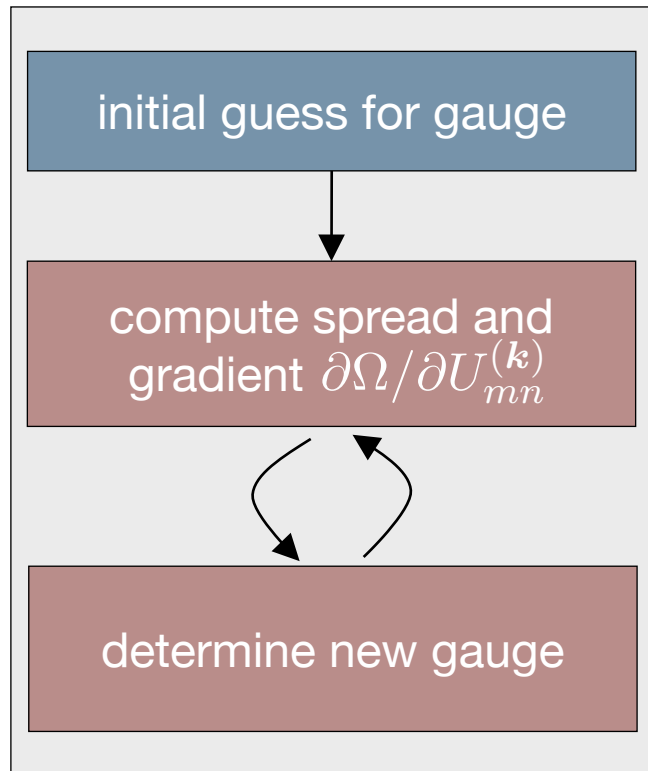 initial guess for gauge
compute spread and
gradient ∂Ω/∂U_{mn}^{(𝒌)}
determine new gauge